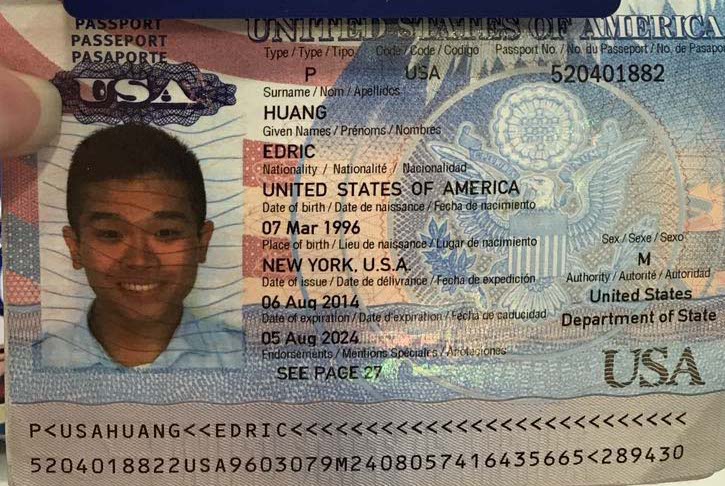 PASSPORT
PASSEPORT
PASAPORTE
USA
UNITED STATES OF AMERICA
Type / Type / Tipo Code / Code / Codigo Passport No. / No. du Passeport / No. de
P USA 520401882
Surname / Nom / Apellidos
HUANG
Given Names / Prénoms / Nombres
EDRIC
Nationality / Nationalité / Nacionalidad
UNITED STATES OF AMERICA
Date of birth / Date de naissance / Fecha de nacimiento
07 Mar 1996
Place of birth / Lieu de naissance / Lugar de nacimiento
NEW YORK, U.S.A.
Sex / Sexe / Sexo
M
Date of issue / Date de délivrance / Fecha de expedición
06 Aug 2014
Authority / Autorité / Autoridad
United States
Department of State
Date of expiration / Date d'expiration / Fecha de caducidad
05 Aug 2024
Endorsements / Mentions Spéciales / Anotaciones
SEE PAGE 27
USA
P<USAHUANG<<EDRIC<<<<<<<<<<<<<<<<<<<<<<<<<<<
5204018822USA9603079M2408057416435665<289430